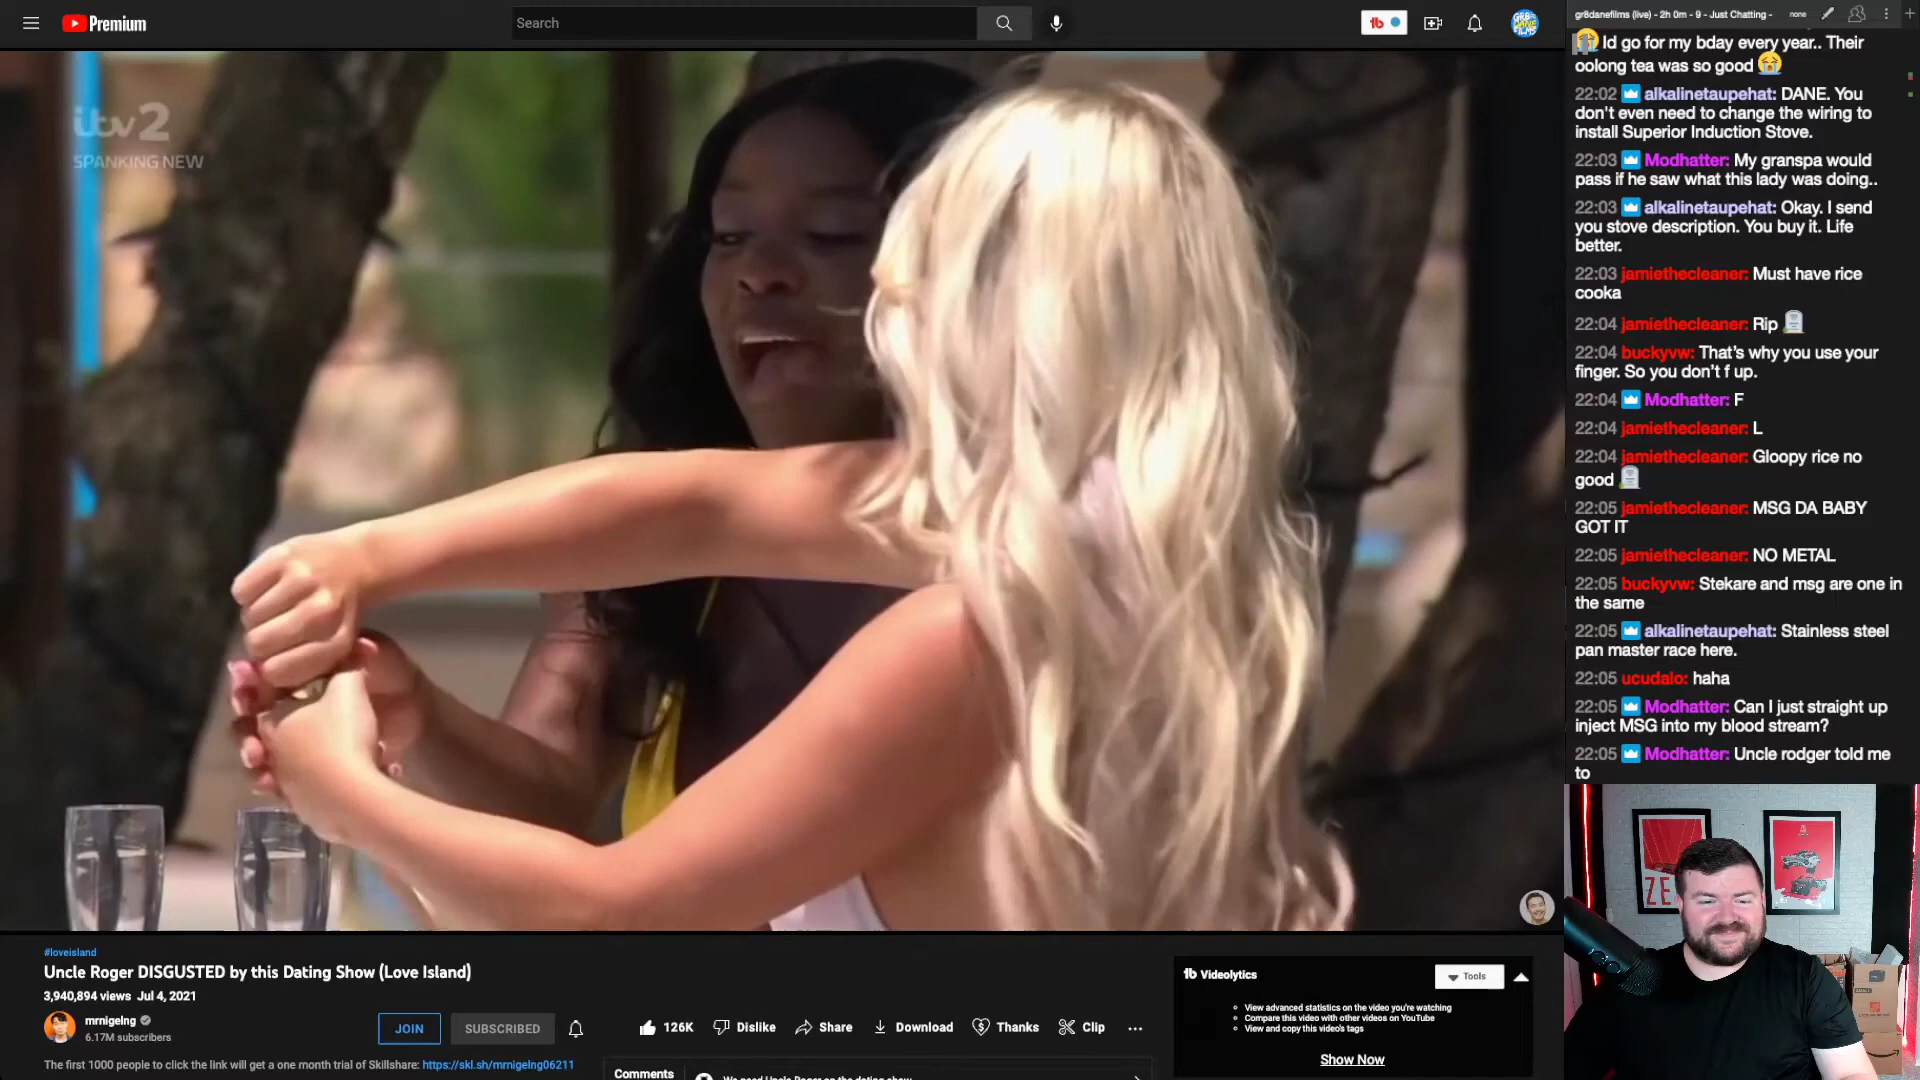 Premium
Search
itv2
SPANKING NEW
#loveisland
Uncle Roger DISGUSTED by this Dating Show (Love Island)
3,940,894 views Jul 4, 2021
mrnigelng
6.17M subscribers
JOIN
SUBSCRIBED
126K
Dislike
Share
Download
Thanks
Clip
The first 1000 people to click the link will get a one month trial of Skillshare: https://skl.sh/mrnigelng06211
Comments
We need Uncle Roger on the dating show
tb Videolytics
Tools
View advanced statistics on the video you're watching
Compare this video with other videos on YouTube
View and copy this video's tags
Show Now
gr8danefilms (live) - 2h 0m - 9 - Just Chatting -
none
Id go for my bday every year.. Their
oolong tea was so good
22:02 alkalinetaupehat: DANE. You
don't even need to change the wiring to
install Superior Induction Stove.
22:03 Modhatter: My granspa would
pass if he saw what this lady was doing..
22:03 alkalinetaupehat: Okay. I send
you stove description. You buy it. Life
better.
22:03 jamiethecleaner: Must have rice
cooka
22:04 jamiethecleaner: Rip
22:04 buckyvw: That's why you use your
finger. So you don't f up.
22:04 Modhatter: F
22:04 jamiethecleaner: L
22:04 jamiethecleaner: Gloopy rice no
good
22:05 jamiethecleaner: MSG DA BABY
GOT IT
22:05 jamiethecleaner: NO METAL
22:05 buckyvw: Stekare and msg are one in
the same
22:05 alkalinetaupehat: Stainless steel
pan master race here.
22:05 ucudalo: haha
22:05 Modhatter: Can I just straight up
inject MSG into my blood stream?
22:05 Modhatter: Uncle rodger told me
to
ZE